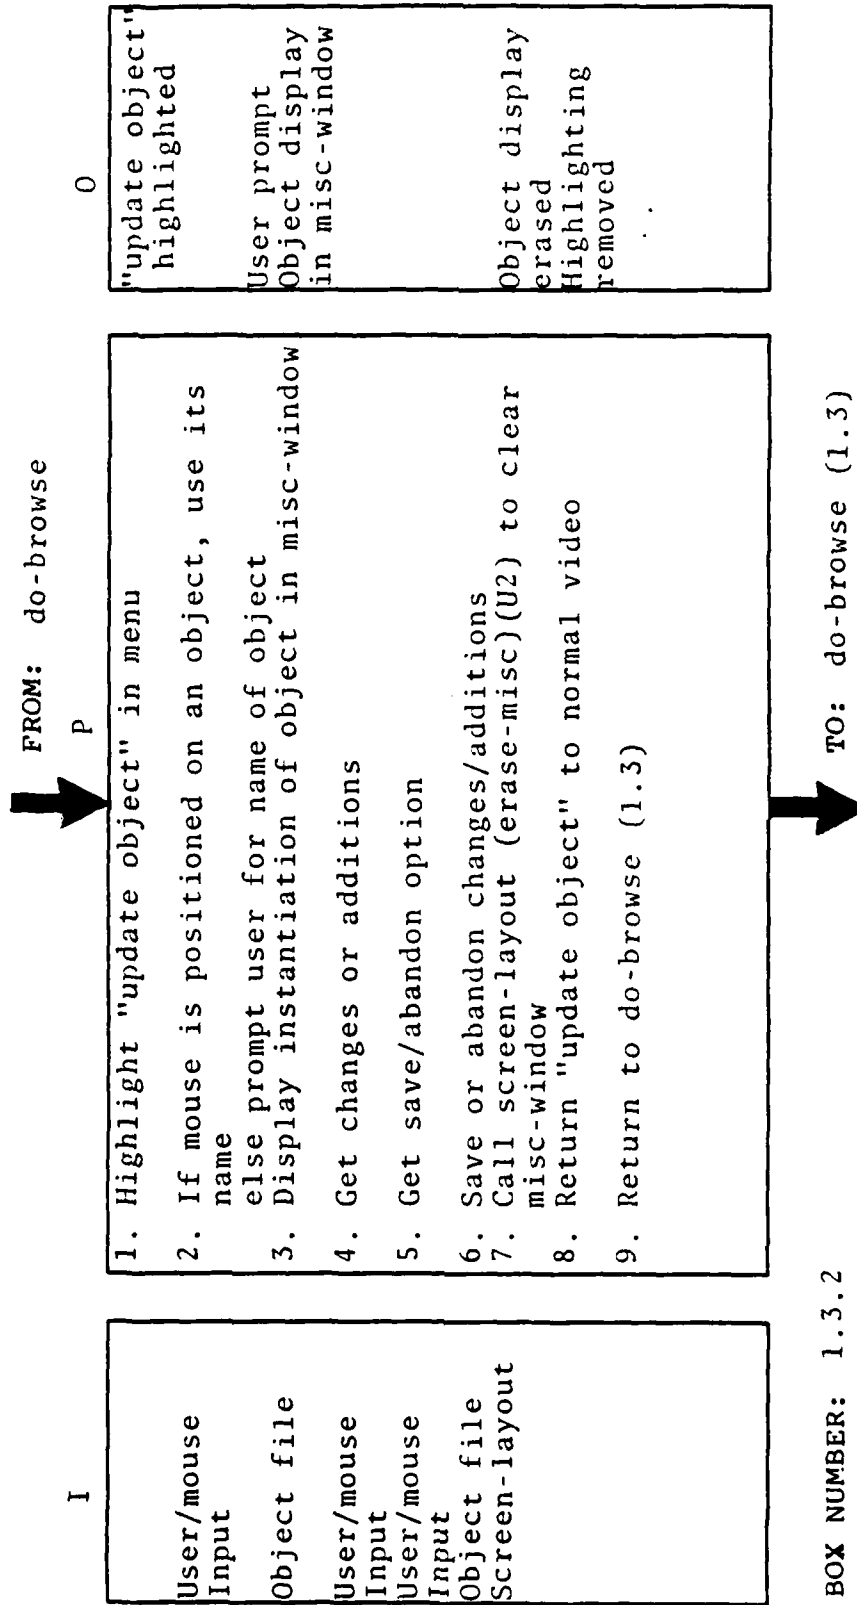 FROM: do-browse
I
User/mouse
Input
Object file
User/mouse
Input
User/mouse
Input
Object file
Screen-layout
P
1. Highlight "update object" in menu
2. If mouse is positioned on an object, use its
name
else prompt user for name of object
3. Display instantiation of object in misc-window
4. Get changes or additions
5. Get save/abandon option
6. Save or abandon changes/additions
7. Call screen-layout (erase-misc)(U2) to clear
misc-window
8. Return "update object" to normal video
9. Return to do-browse (1.3)
O
"update object"
highlighted
User prompt
Object display
in misc-window
Object display
erased
Highlighting
removed
BOX NUMBER: 1.3.2
TO: do-browse (1.3)